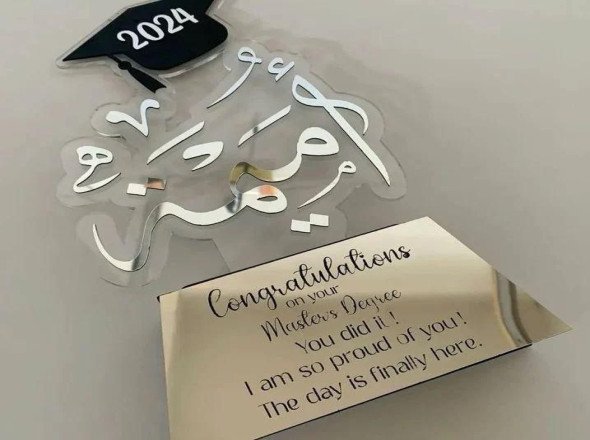 2024
أميمة
Congratulations
on your
Master's Degree
You did it!
I am so proud of you!
The day is finally here.